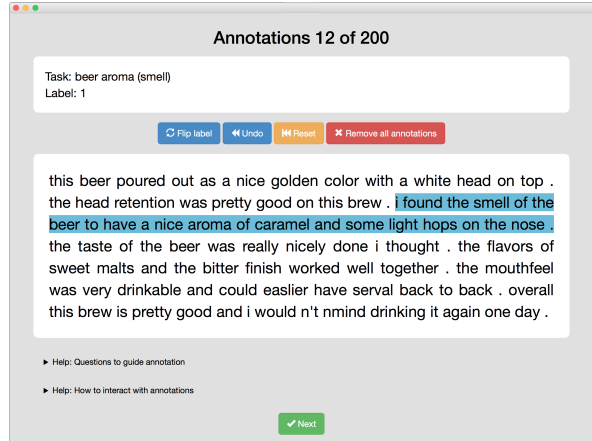 Annotations 12 of 200
Task: beer aroma (smell)
Label: 1
Flip label Undo Reset Remove all annotations
this beer poured out as a nice golden color with a white head on top .
the head retention was pretty good on this brew . i found the smell of the
beer to have a nice aroma of caramel and some light hops on the nose .
the taste of the beer was really nicely done i thought . the flavors of
sweet malts and the bitter finish worked well together . the mouthfeel
was very drinkable and could easlier have serval back to back . overall
this brew is pretty good and i would n't nmind drinking it again one day .
Help: Questions to guide annotation
Help: How to interact with annotations
Next